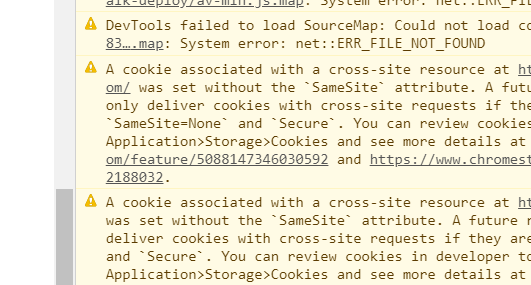 alk-deploy/av-min.js.map: System error: net::ERR_FIL
DevTools failed to load SourceMap: Could not load co
83….map: System error: net::ERR_FILE_NOT_FOUND
A cookie associated with a cross-site resource at ht
om/ was set without the `SameSite` attribute. A futu
only deliver cookies with cross-site requests if the
`SameSite=None` and `Secure`. You can review cookies
Application>Storage>Cookies and see more details at
om/feature/5088147346030592 and https://www.chromest
2188032.
A cookie associated with a cross-site resource at ht
was set without the `SameSite` attribute. A future r
deliver cookies with cross-site requests if they are
and `Secure`. You can review cookies in developer to
Application>Storage>Cookies and see more details at